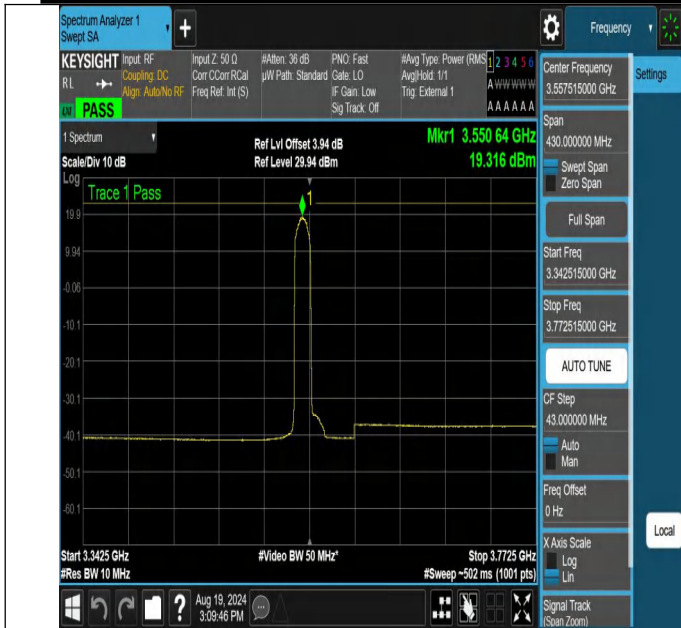 Spectrum Analyzer 1
Swept SA
+
Frequency
KEYSIGHT
RL
PASS
Input: RF
Coupling: DC
Align: Auto/No RF
Input Z: 50 Ω
Corr CCorr RCal
Freq Ref: Int (S)
#Atten: 36 dB
µW Path: Standard
PNO: Fast
Gate: LO
IF Gain: Low
Sig Track: Off
#Avg Type: Power (RMS
Avg|Hold: 1/1
Trig: External 1
1 2 3 4 5 6
A W W W W W
A A A A A A
1 Spectrum
Scale/Div 10 dB
Ref Lvl Offset 3.94 dB
Ref Level 29.94 dBm
Mkr1 3.550 64 GHz
19.316 dBm
Log
Trace 1 Pass
1
19.9
9.94
-0.06
-10.1
-20.1
-30.1
-40.1
-50.1
-60.1
Start 3.3425 GHz
#Res BW 10 MHz
#Video BW 50 MHz*
Stop 3.7725 GHz
#Sweep ~502 ms (1001 pts)
?
Aug 19, 2024
3:09:46 PM
Center Frequency
3.557515000 GHz
Span
430.000000 MHz
Swept Span
Zero Span
Full Span
Start Freq
3.342515000 GHz
Stop Freq
3.772515000 GHz
AUTO TUNE
CF Step
43.000000 MHz
Auto
Man
Freq Offset
0 Hz
X Axis Scale
Log
Lin
Signal Track
(Span Zoom)
Settings
Local